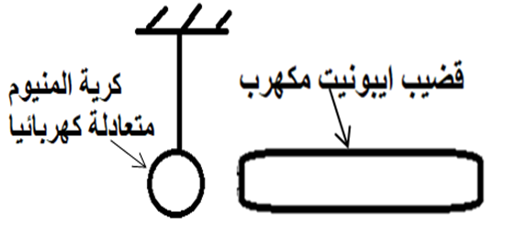 قضيب ايبونيت مكهرب
كرية المنيوم
متعادلة كهربائيا